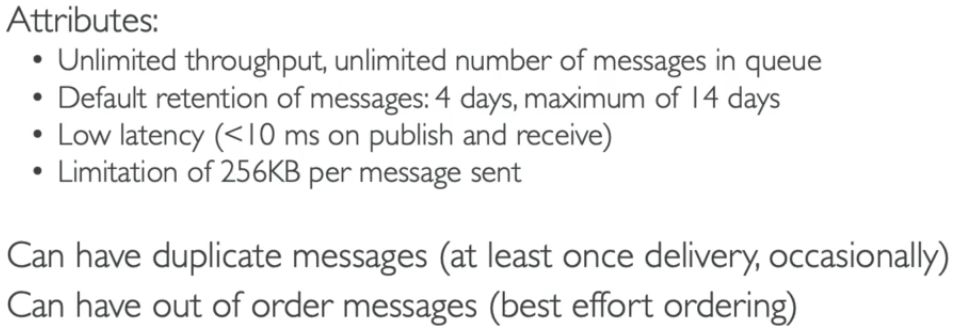 Attributes:
• Unlimited throughput, unlimited number of messages in queue
• Default retention of messages: 4 days, maximum of 14 days
• Low latency (<10 ms on publish and receive)
• Limitation of 256KB per message sent
Can have duplicate messages (at least once delivery, occasionally)
Can have out of order messages (best effort ordering)